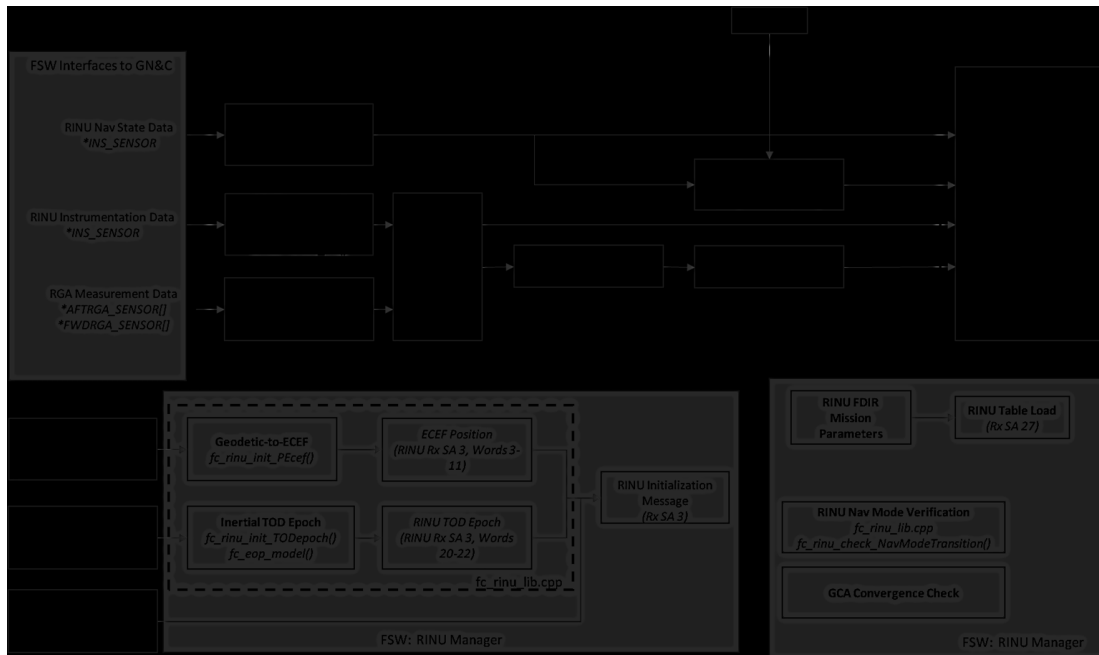 FSW Interfaces to GN&C
RINU Nav State Data
*INS_SENSOR
RINU Instrumentation Data
*INS_SENSOR
RGA Measurement Data
*AFTRGA_SENSOR[]
*FWDRGA_SENSOR[]
Geodetic-to-ECEF
fc_rinu_init_PEcef()
ECEF Position
(RINU Rx SA 3, Words 3-
11)
Inertial TOD Epoch
fc_rinu_init_TODepoch()
fc_eop_model()
RINU TOD Epoch
(RINU Rx SA 3, Words
20-22)
fc_rinu_lib.cpp
RINU Initialization
Message
(Rx SA 3)
FSW: RINU Manager
RINU FDIR
Mission
Parameters
RINU Table Load
(Rx SA 27)
RINU Nav Mode Verification
fc_rinu_lib.cpp
fc_rinu_check_NavModeTransition()
GCA Convergence Check
FSW: RINU Manager